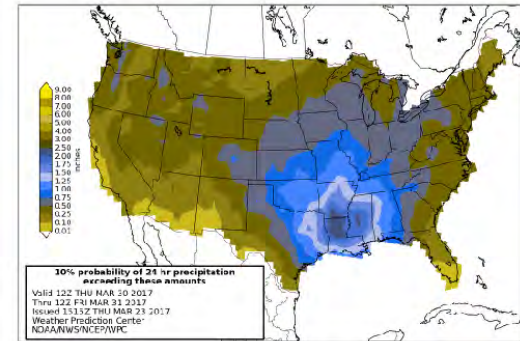 9.00
8.00
7.00
6.00
5.00
4.00
3.00
2.50
2.00
1.75
1.50
1.25
1.00
0.75
0.50
0.25
0.10
0.01
inches
10% probability of 24 hr precipitation
exceeding these amounts
Valid 12Z THU MAR 30 2017
Thru 12Z FRI MAR 31 2017
Issued 1515Z THU MAR 23 2017
Weather Prediction Center
NOAA/NWS/NCEP/WPC